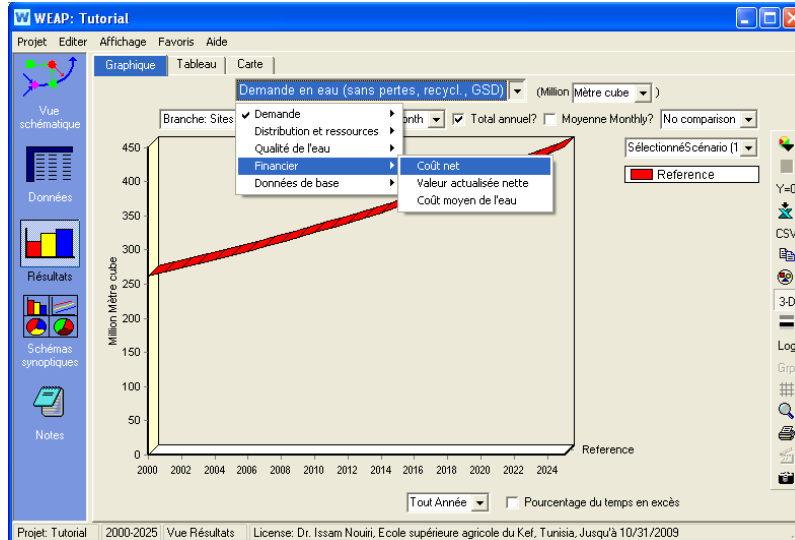 WEAP: Tutorial
Projet Editer Affichage Favoris Aide
Graphique Tableau Carte
Demande en eau (sans pertes, recycl., GSD) (Million Mètre cube )
Branche: Sites onth Total annuel? Moyenne Monthly? No comparison
Demande
Distribution et ressources
Qualité de l'eau
Financier
Données de base
Coût net
Valeur actualisée nette
Coût moyen de l'eau
SélectionnéScénario (1
Reference
Vue
schématique
Données
Résultats
Schémas
synoptiques
Notes
Million Mètre cube
450
400
350
300
250
200
150
100
50
0
2000 2002 2004 2006 2008 2010 2012 2014 2016 2018 2020 2022 2024
Reference
Y=0
CSV
3-D
Log
Grp
Tout Année Pourcentage du temps en excès
Projet: Tutorial 2000-2025 Vue Résultats License: Dr. Issam Nouiri, Ecole supérieure agricole du Kef, Tunisia, Jusqu'à 10/31/2009